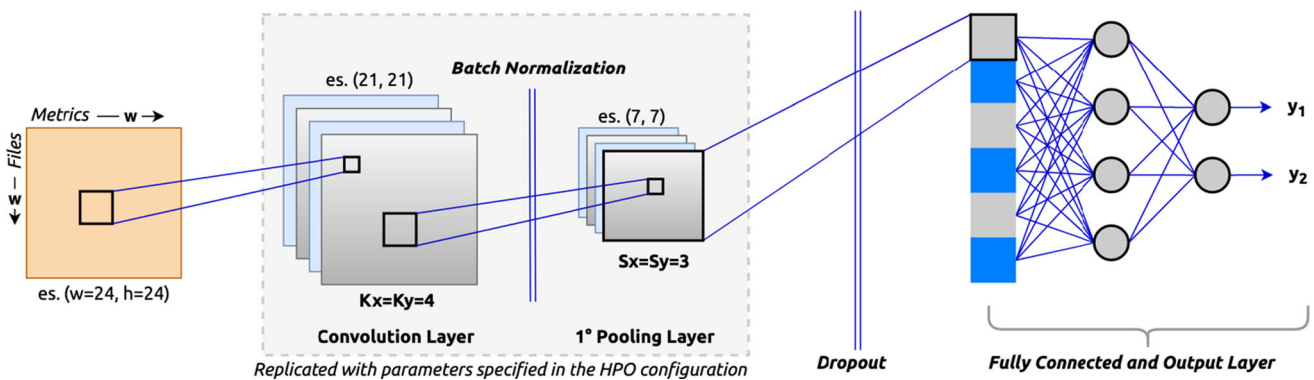 Metrics — w →
w Files
es. (w=24, h=24)
es. (21, 21)
Kx=Ky=4
Convolution Layer
Batch Normalization
es. (7, 7)
Sx=Sy=3
1° Pooling Layer
Replicated with parameters specified in the HPO configuration
Dropout
y₁
y₂
Fully Connected and Output Layer